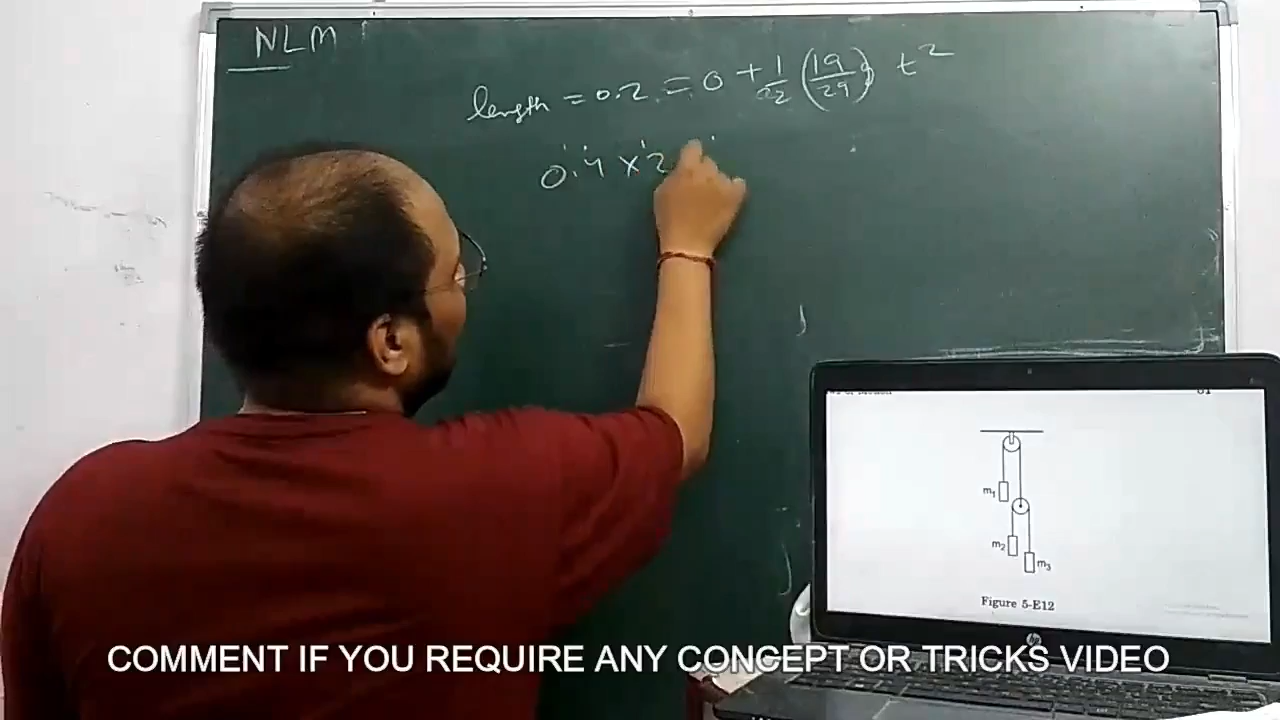 NLM
length = 0.2 = 0 + 1/2 (19/29) t²
0.4 × 2
m1
m2
m3
Figure 5-E12
COMMENT IF YOU REQUIRE ANY CONCEPT OR TRICKS VIDEO